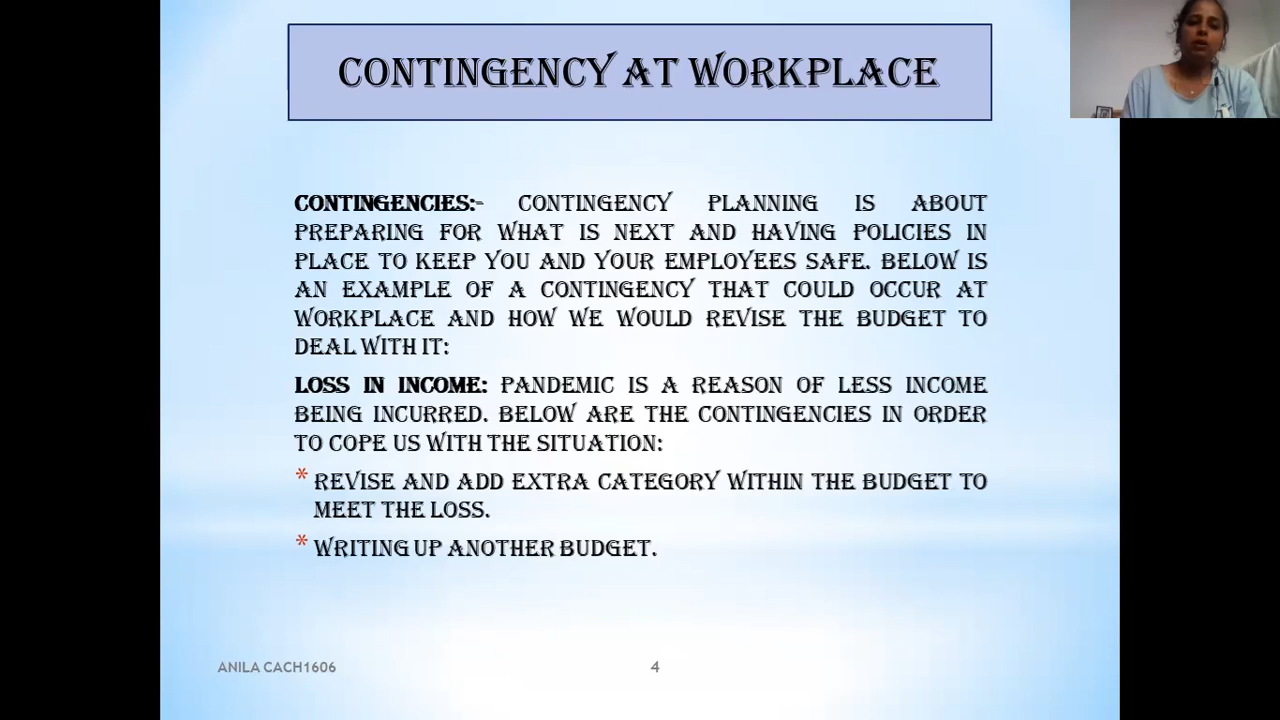 CONTINGENCY AT WORKPLACE
CONTINGENCIES:- CONTINGENCY PLANNING IS ABOUT
PREPARING FOR WHAT IS NEXT AND HAVING POLICIES IN
PLACE TO KEEP YOU AND YOUR EMPLOYEES SAFE. BELOW IS
AN EXAMPLE OF A CONTINGENCY THAT COULD OCCUR AT
WORKPLACE AND HOW WE WOULD REVISE THE BUDGET TO
DEAL WITH IT:
LOSS IN INCOME: PANDEMIC IS A REASON OF LESS INCOME
BEING INCURRED. BELOW ARE THE CONTINGENCIES IN ORDER
TO COPE US WITH THE SITUATION:
* REVISE AND ADD EXTRA CATEGORY WITHIN THE BUDGET TO
MEET THE LOSS.
* WRITING UP ANOTHER BUDGET.
ANILA CACH1606 4